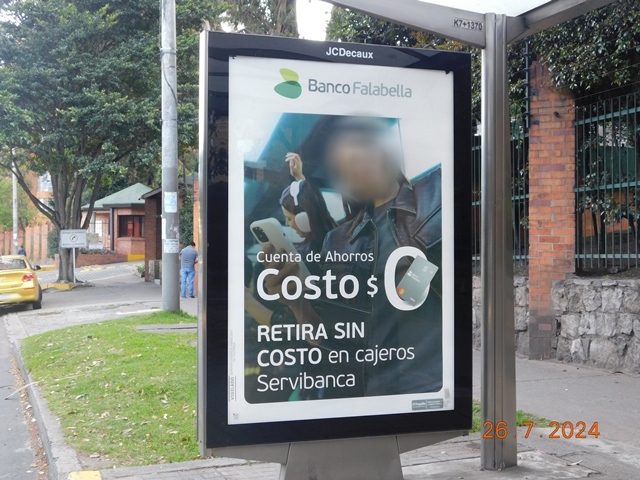 K7+1370
JCDecaux
Banco Falabella
Cuenta de Ahorros
Costo $0
RETIRA SIN
COSTO en cajeros
Servibanca
26.7.2024